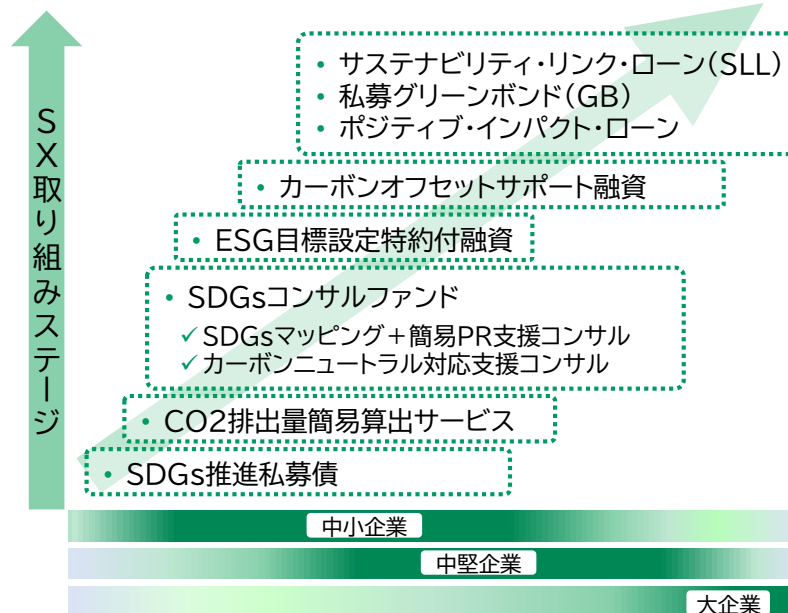 SX取り組みステージ
• サステナビリティ・リンク・ローン(SLL)
• 私募グリーンボンド(GB)
• ポジティブ・インパクト・ローン
• カーボンオフセットサポート融資
• ESG目標設定特約付融資
• SDGsコンサルファンド
✓SDGsマッピング+簡易PR支援コンサル
✓カーボンニュートラル対応支援コンサル
• CO2排出量簡易算出サービス
• SDGs推進私募債
中小企業
中堅企業
大企業